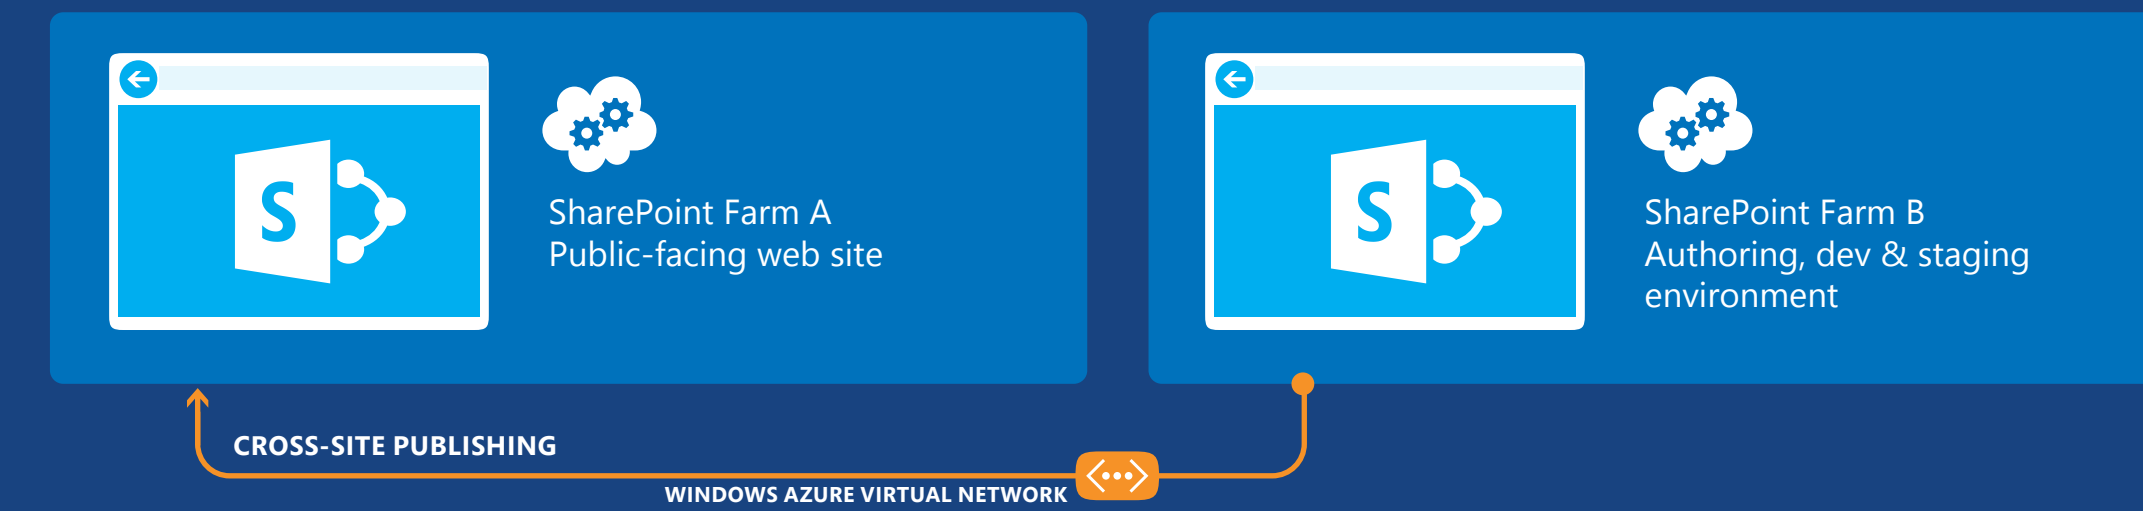 S
SharePoint Farm A
Public-facing web site
S
SharePoint Farm B
Authoring, dev & staging
environment
CROSS-SITE PUBLISHING
WINDOWS AZURE VIRTUAL NETWORK